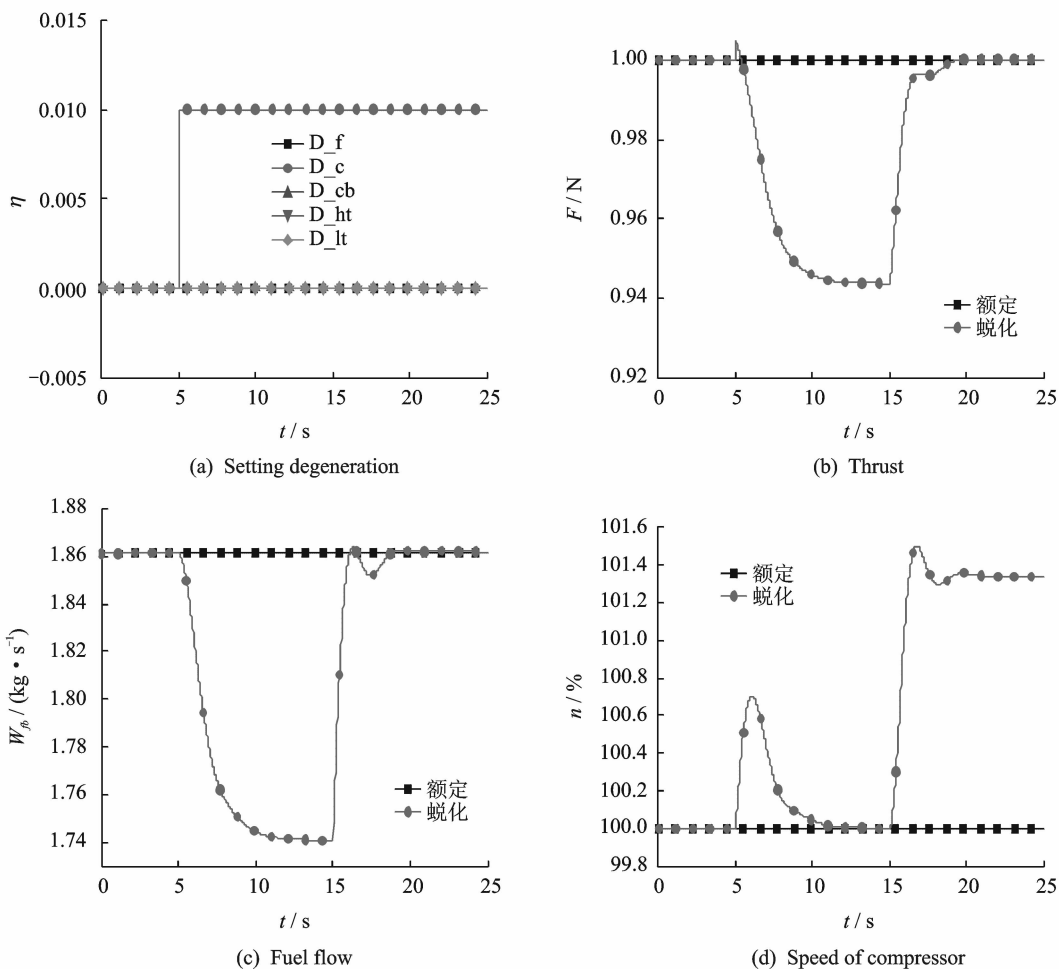 0.015
0.010
0.005
0.000
−0.005
η
D_f
D_c
D_cb
D_ht
D_lt
0 5 10 15 20 25
t / s
(a) Setting degeneration
1.00
0.98
0.96
0.94
0.92
F / N
额定
蜕化
0 5 10 15 20 25
t / s
(b) Thrust
1.88
1.86
1.84
1.82
1.80
1.78
1.76
1.74
W_fb / (kg • s⁻¹)
额定
蜕化
0 5 10 15 20 25
t / s
(c) Fuel flow
101.6
101.4
101.2
101.0
100.8
100.6
100.4
100.2
100.0
99.8
n / %
额定
蜕化
0 5 10 15 20 25
t / s
(d) Speed of compressor